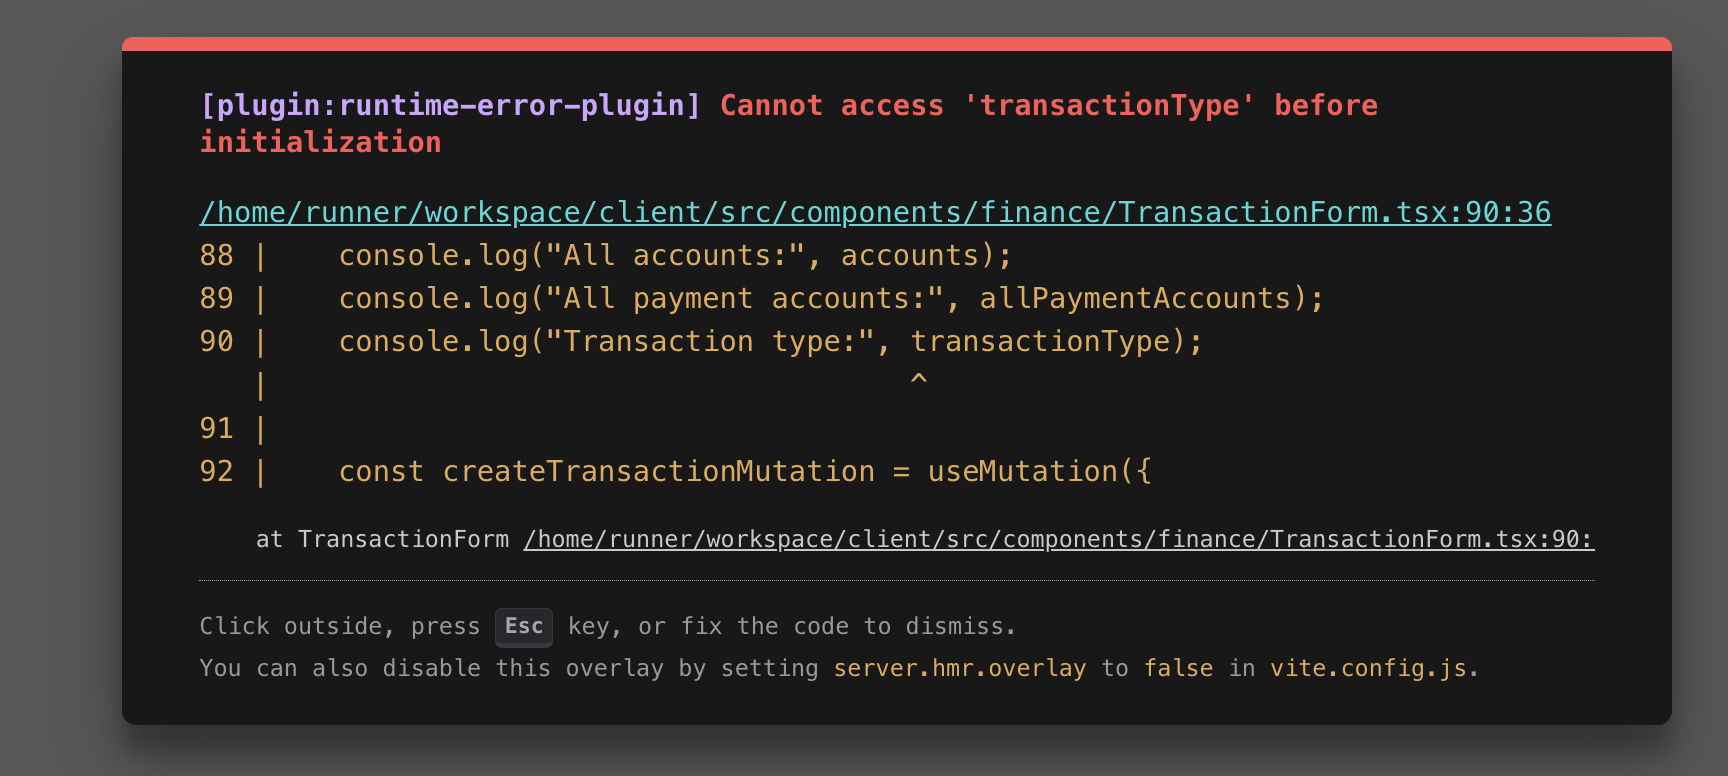 [plugin:runtime-error-plugin] Cannot access 'transactionType' before
initialization
/home/runner/workspace/client/src/components/finance/TransactionForm.tsx:90:36
88 |    console.log("All accounts:", accounts);
89 |    console.log("All payment accounts:", allPaymentAccounts);
90 |    console.log("Transaction type:", transactionType);
   |                                     ^
91 |
92 |    const createTransactionMutation = useMutation({
    at TransactionForm /home/runner/workspace/client/src/components/finance/TransactionForm.tsx:90:
Click outside, press Esc key, or fix the code to dismiss.
You can also disable this overlay by setting server.hmr.overlay to false in vite.config.js.